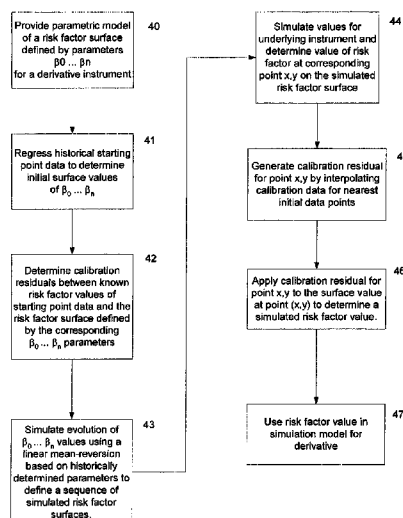 40
Provide parametric model
of a risk factor surface
defined by parameters
β0 ... βn
for a derivative instrument
41
Regress historical starting
point data to determine
initial surface values
of β₀ ... βₙ
42
Determine calibration
residuals between known
risk factor values of
starting point data and the
risk factor surface defined
by the corresponding
β₀ ... βₙ parameters
43
Simulate evolution of
β₀ ... βₙ values using a
linear mean-reversion
based on historically
determined parameters to
define a sequence of
simulated risk factor
surfaces.
44
Simulate values for
underlying instrument and
determine value of risk
factor at corresponding
point x,y on the simulated
risk factor surface
4
Generate calibration residual
for point x,y by interpolating
calibration data for nearest
initial data points
46
Apply calibration residual for
point x,y to the surface value
at point (x,y) to determine a
simulated risk factor value.
47
Use risk factor value in
simulation model for
derivative